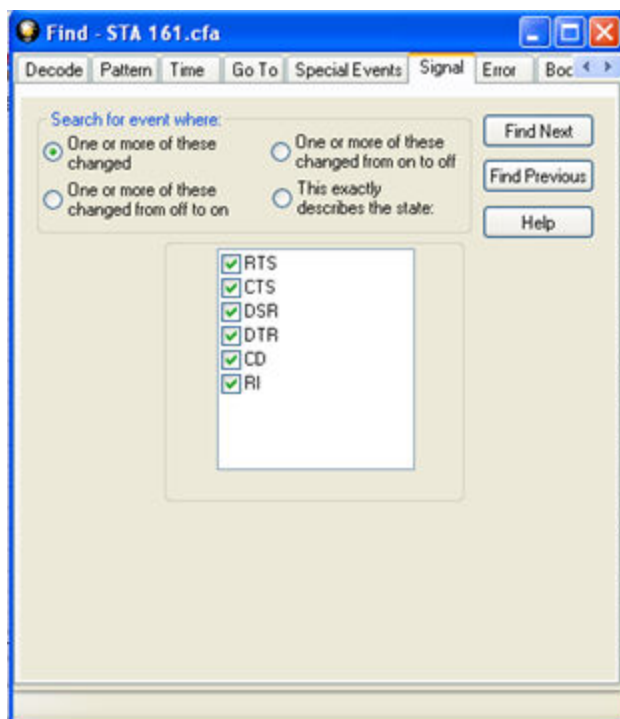 Find - STA 161.cfa
Decode Pattern Time Go To Special Events Signal Error Boo
Search for event where:
One or more of these
changed
One or more of these
changed from on to off
One or more of these
changed from off to on
This exactly
describes the state:
Find Next
Find Previous
Help
RTS
CTS
DSR
DTR
CD
RI